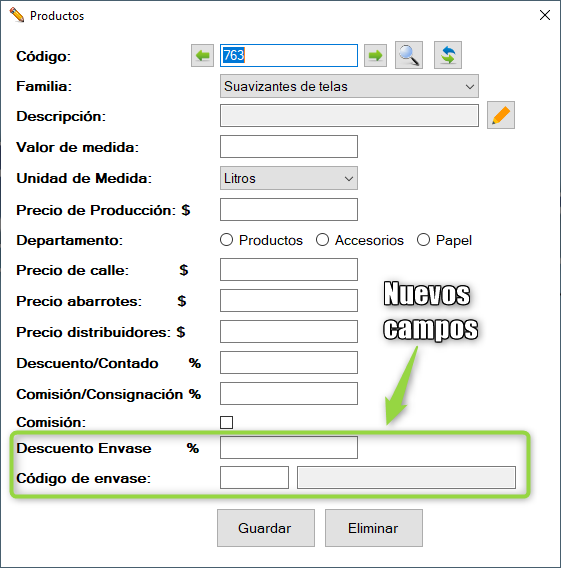 Productos
Código: 763
Familia: Suavizantes de telas
Descripción:
Valor de medida:
Unidad de Medida: Litros
Precio de Producción: $
Departamento: Productos Accesorios Papel
Precio de calle: $
Precio abarrotes: $
Nuevos
campos
Precio distribuidores: $
Descuento/Contado %
Comisión/Consignación %
Comisión:
Descuento Envase %
Código de envase:
Guardar Eliminar